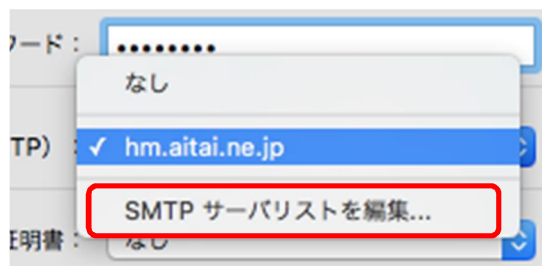 ワード： ••••••••
なし
TP）： ✓ hm.aitai.ne.jp
SMTP サーバリストを編集...
証明書： なし